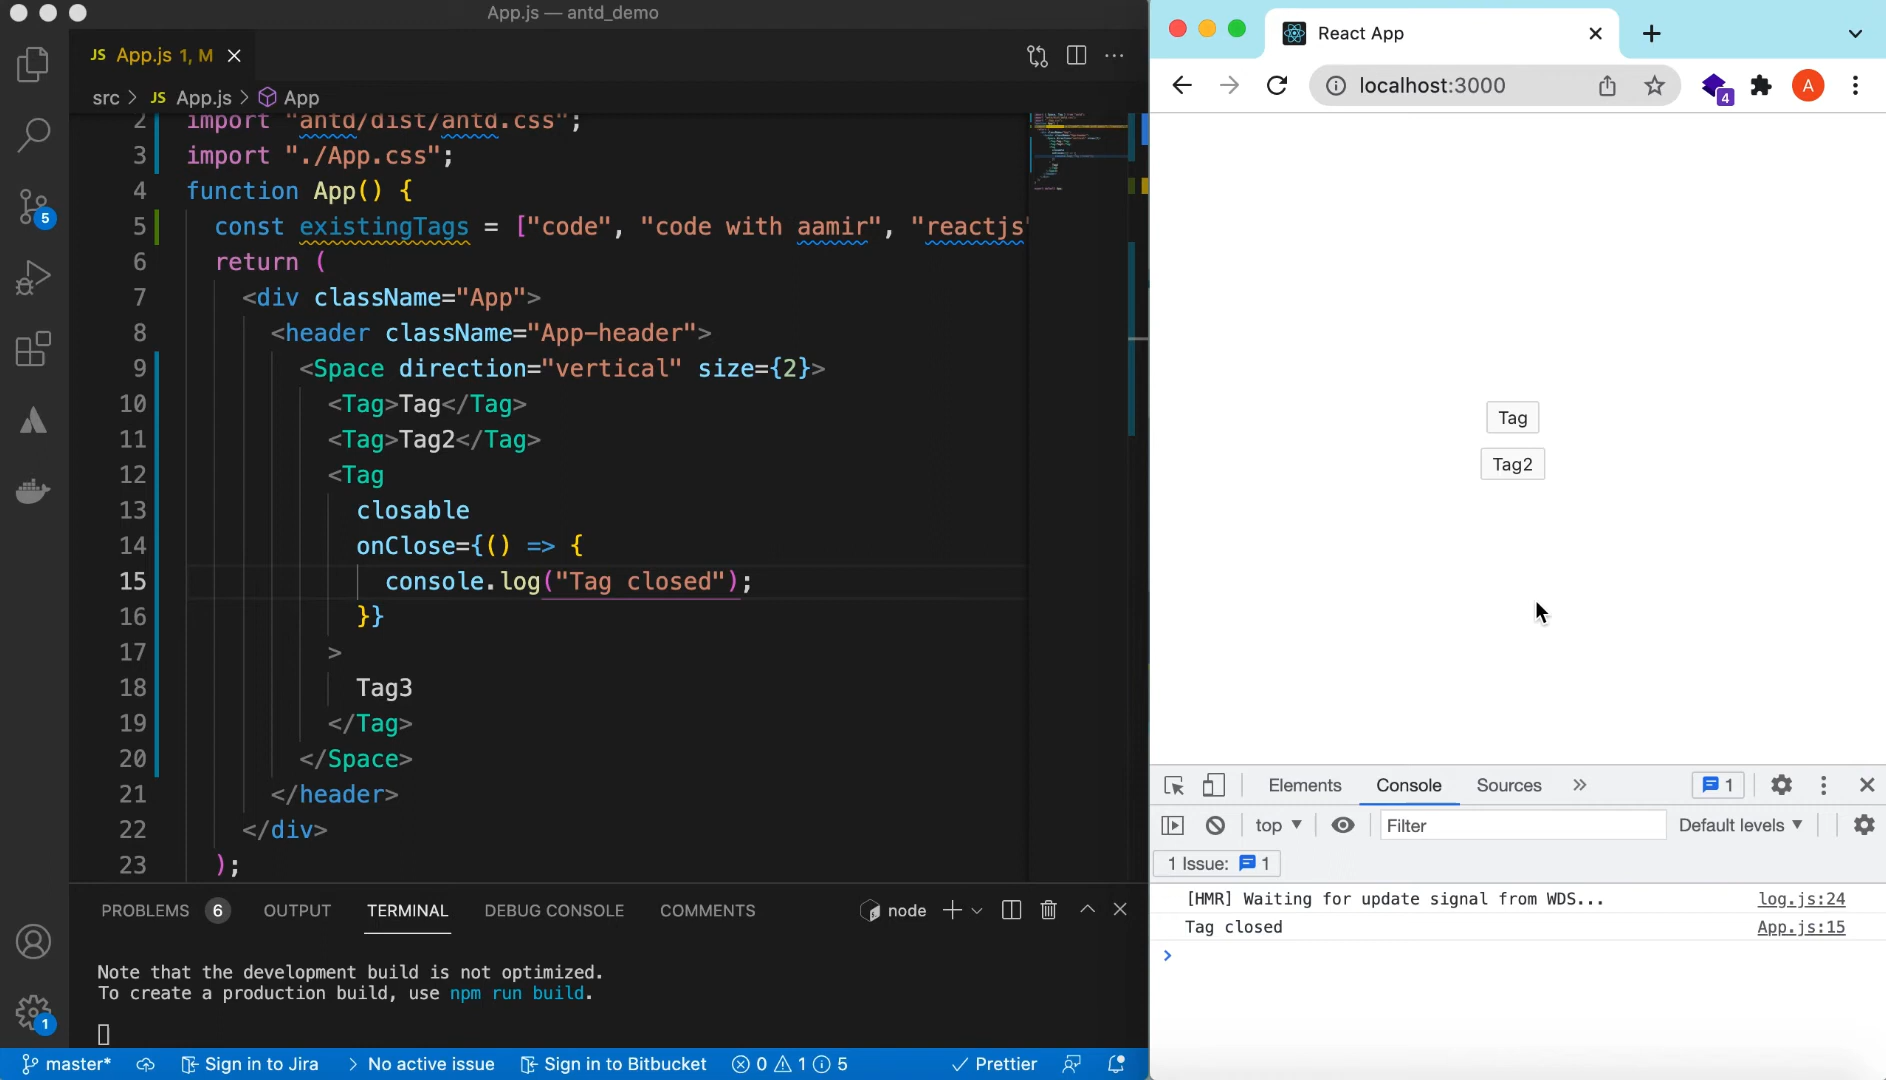 App.js — antd_demo
JS App.js 1, M
src > JS App.js > App
2 import "antd/dist/antd.css";
3 import "./App.css";
4 function App() {
5 const existingTags = ["code", "code with aamir", "reactjs"
6 return (
7 <div className="App">
8 <header className="App-header">
9 <Space direction="vertical" size={2}>
10 <Tag>Tag</Tag>
11 <Tag>Tag2</Tag>
12 <Tag
13 closable
14 onClose={() => {
15 console.log("Tag closed");
16 }}
17 >
18 Tag3
19 </Tag>
20 </Space>
21 </header>
22 </div>
23 );
5
1
PROBLEMS 6 OUTPUT TERMINAL DEBUG CONSOLE COMMENTS node
Note that the development build is not optimized.
To create a production build, use npm run build.
master* Sign in to Jira > No active issue Sign in to Bitbucket 0 1 5 Prettier
React App
localhost:3000 4 A
Tag
Tag2
Elements Console Sources » 1
top Filter Default levels
1 Issue: 1
[HMR] Waiting for update signal from WDS... log.js:24
Tag closed App.js:15
>